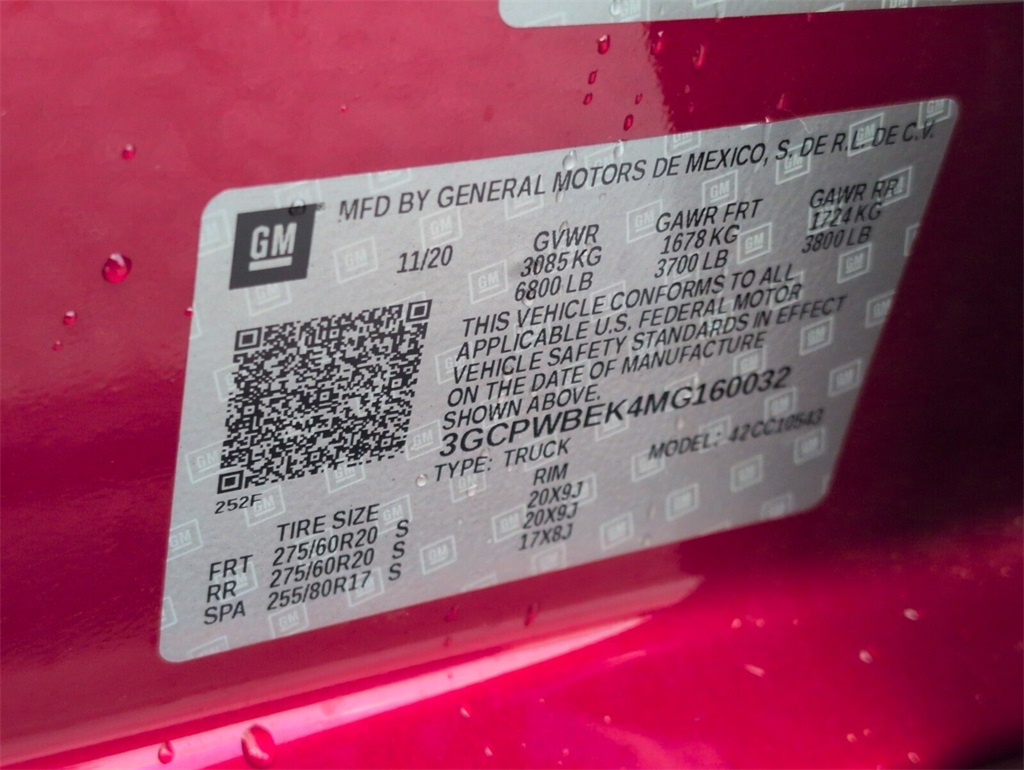 GM MFD BY GENERAL MOTORS DE MEXICO, S. DE R.L. DE C.V.
11/20 GVWR GAWR FRT GAWR RR
3085 KG 1678 KG 1724 KG
6800 LB 3700 LB 3800 LB
THIS VEHICLE CONFORMS TO ALL
APPLICABLE U.S. FEDERAL MOTOR
VEHICLE SAFETY STANDARDS IN EFFECT
ON THE DATE OF MANUFACTURE
SHOWN ABOVE.
3GCPWBEK4MG160032
TYPE: TRUCK MODEL: 42CC10543
252F
TIRE SIZE RIM
FRT 275/60R20 S 20X9J
RR 275/60R20 S 20X9J
SPA 255/80R17 S 17X8J